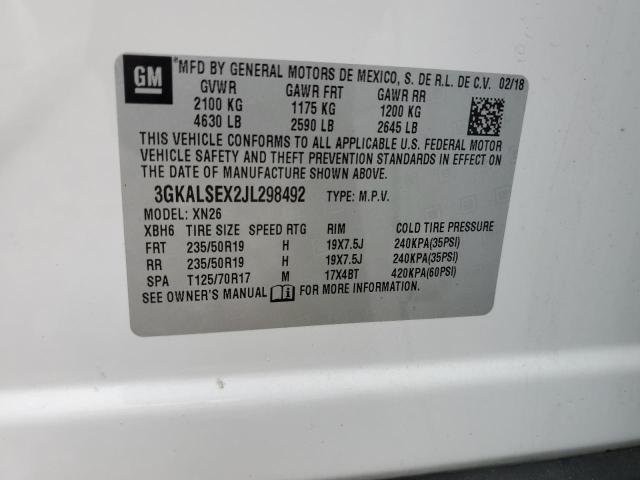 GM
*MFD BY GENERAL MOTORS DE MEXICO, S. DE R.L. DE C.V. 02/18
GVWR GAWR FRT GAWR RR
2100 KG 1175 KG 1200 KG
4630 LB 2590 LB 2645 LB
THIS VEHICLE CONFORMS TO ALL APPLICABLE U.S. FEDERAL MOTOR
VEHICLE SAFETY AND THEFT PREVENTION STANDARDS IN EFFECT ON
THE DATE OF MANUFACTURE SHOWN ABOVE.
3GKALSEX2JL298492 TYPE: M.P.V.
MODEL: XN26
XBH6 TIRE SIZE SPEED RTG RIM COLD TIRE PRESSURE
FRT 235/50R19 H 19X7.5J 240KPA(35PSI)
RR 235/50R19 H 19X7.5J 240KPA(35PSI)
SPA T125/70R17 M 17X4BT 420KPA(60PSI)
SEE OWNER'S MANUAL FOR MORE INFORMATION.